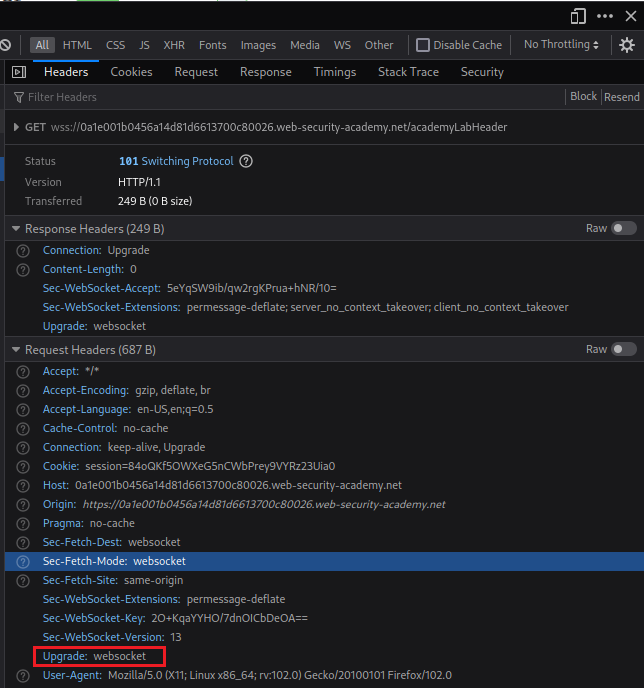 All HTML CSS JS XHR Fonts Images Media WS Other Disable Cache No Throttling
Headers Cookies Request Response Timings Stack Trace Security
Filter Headers Block Resend
GET wss://0a1e001b0456a14d81d6613700c80026.web-security-academy.net/academyLabHeader
Status 101 Switching Protocol ?
Version HTTP/1.1
Transferred 249 B (0 B size)
Response Headers (249 B) Raw
? Connection: Upgrade
? Content-Length: 0
Sec-WebSocket-Accept: 5eYqSW9ib/qw2rgKPrua+hNR/10=
Sec-WebSocket-Extensions: permessage-deflate; server_no_context_takeover; client_no_context_takeover
Upgrade: websocket
Request Headers (687 B) Raw
? Accept: */*
? Accept-Encoding: gzip, deflate, br
? Accept-Language: en-US,en;q=0.5
? Cache-Control: no-cache
? Connection: keep-alive, Upgrade
? Cookie: session=84oQKf5OWXeG5nCWbPrey9VYRz23Uia0
? Host: 0a1e001b0456a14d81d6613700c80026.web-security-academy.net
? Origin: https://0a1e001b0456a14d81d6613700c80026.web-security-academy.net
? Pragma: no-cache
? Sec-Fetch-Dest: websocket
? Sec-Fetch-Mode: websocket
? Sec-Fetch-Site: same-origin
Sec-WebSocket-Extensions: permessage-deflate
Sec-WebSocket-Key: 2O+KqaYYHO/7dnOICbDeOA==
Sec-WebSocket-Version: 13
Upgrade: websocket
? User-Agent: Mozilla/5.0 (X11; Linux x86_64; rv:102.0) Gecko/20100101 Firefox/102.0